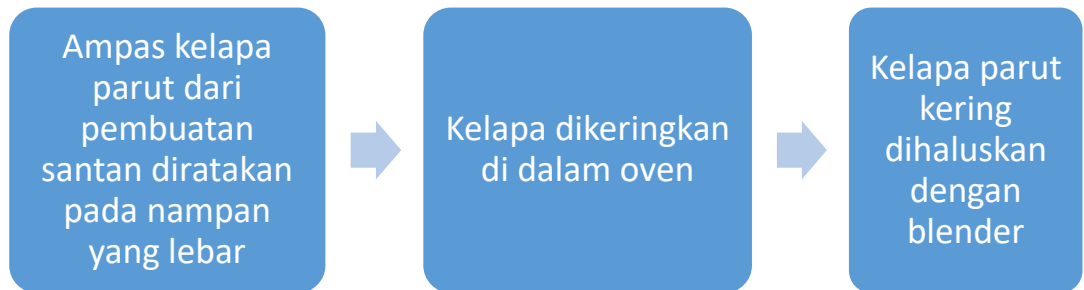 Ampas kelapa
parut dari
pembuatan
santan diratakan
pada nampan
yang lebar
Kelapa dikeringkan
di dalam oven
Kelapa parut
kering
dihaluskan
dengan
blender